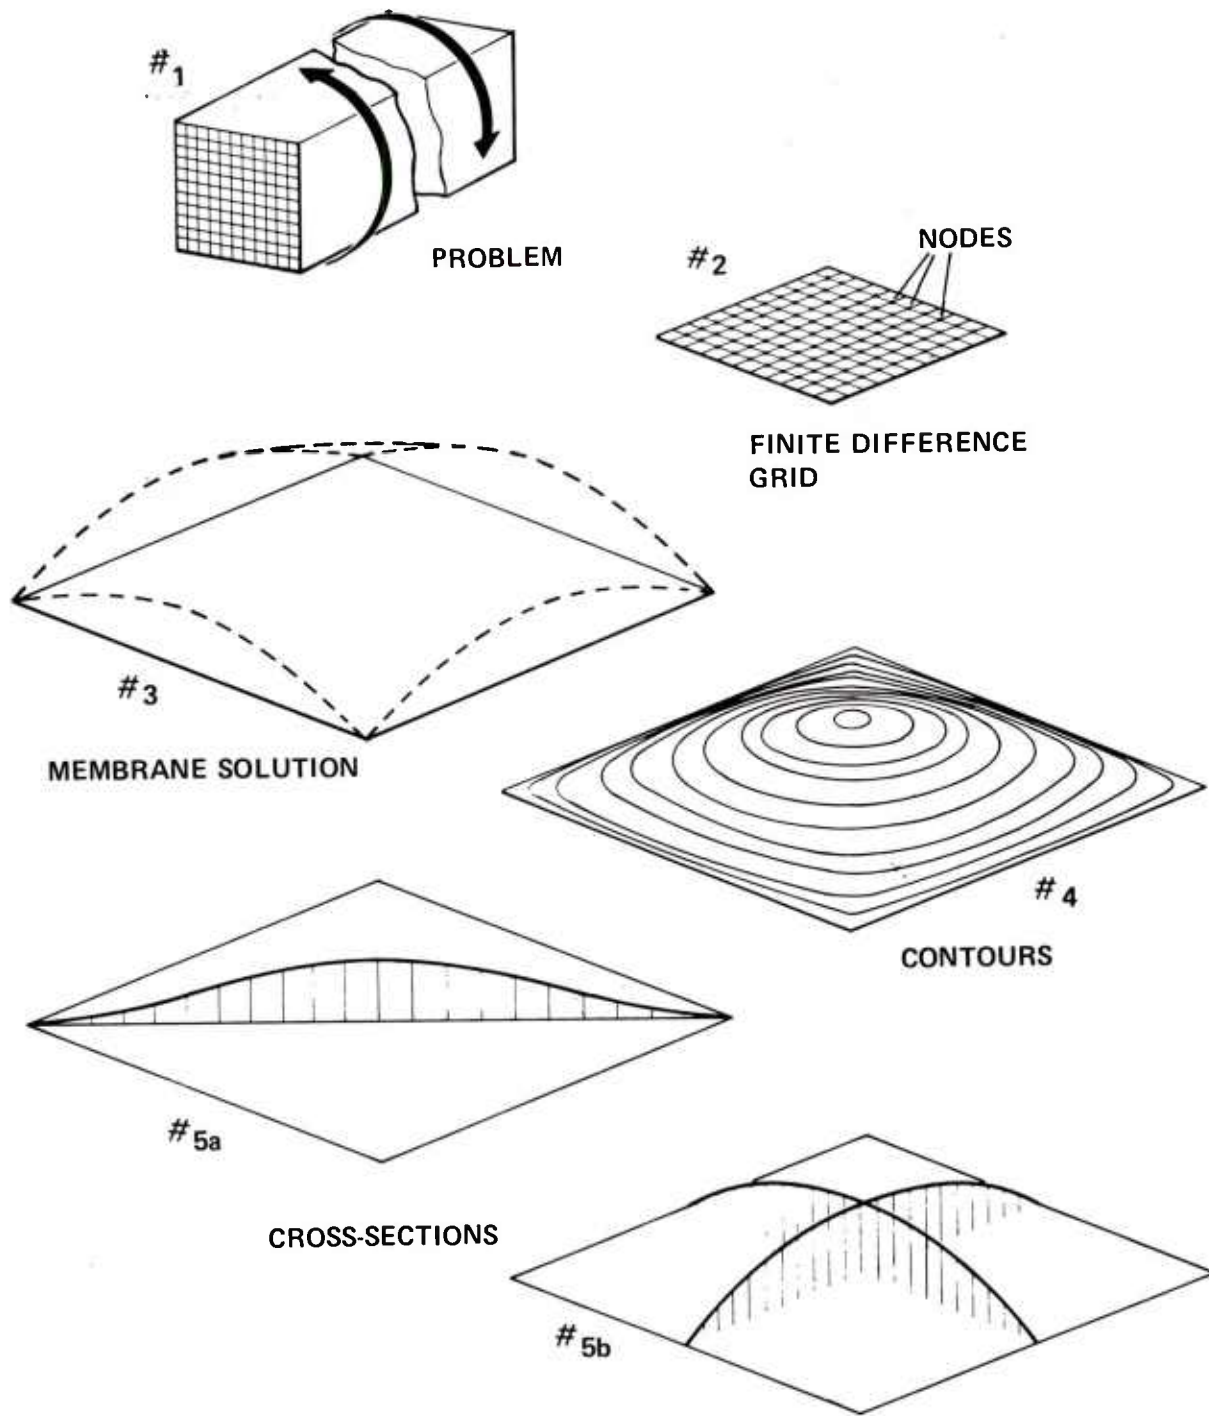 #1
PROBLEM
#2
NODES
FINITE DIFFERENCE
GRID
#3
MEMBRANE SOLUTION
#4
CONTOURS
#5a
CROSS-SECTIONS
#5b